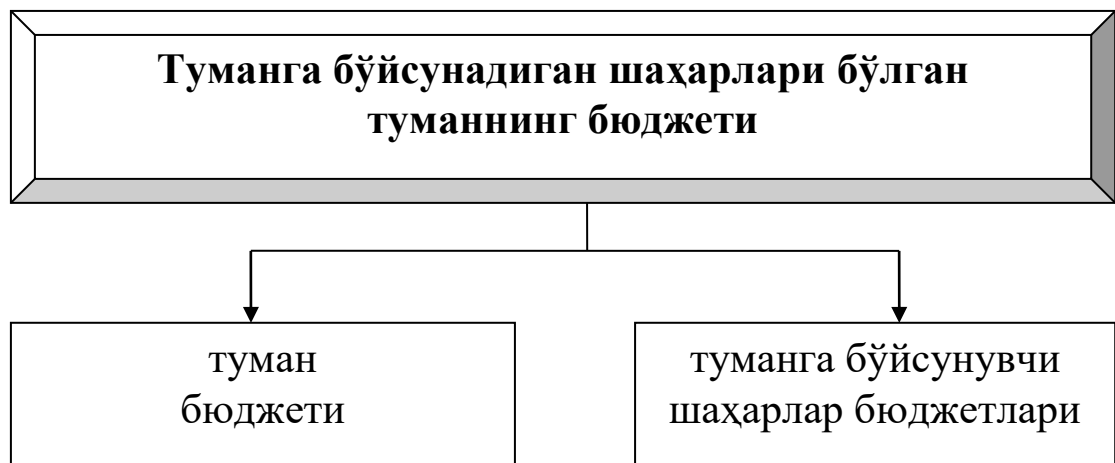 Туманга бўйсунадиган шаҳарлари бўлган
туманнинг бюджети
туман
бюджети
туманга бўйсунувчи
шаҳарлар бюджетлари